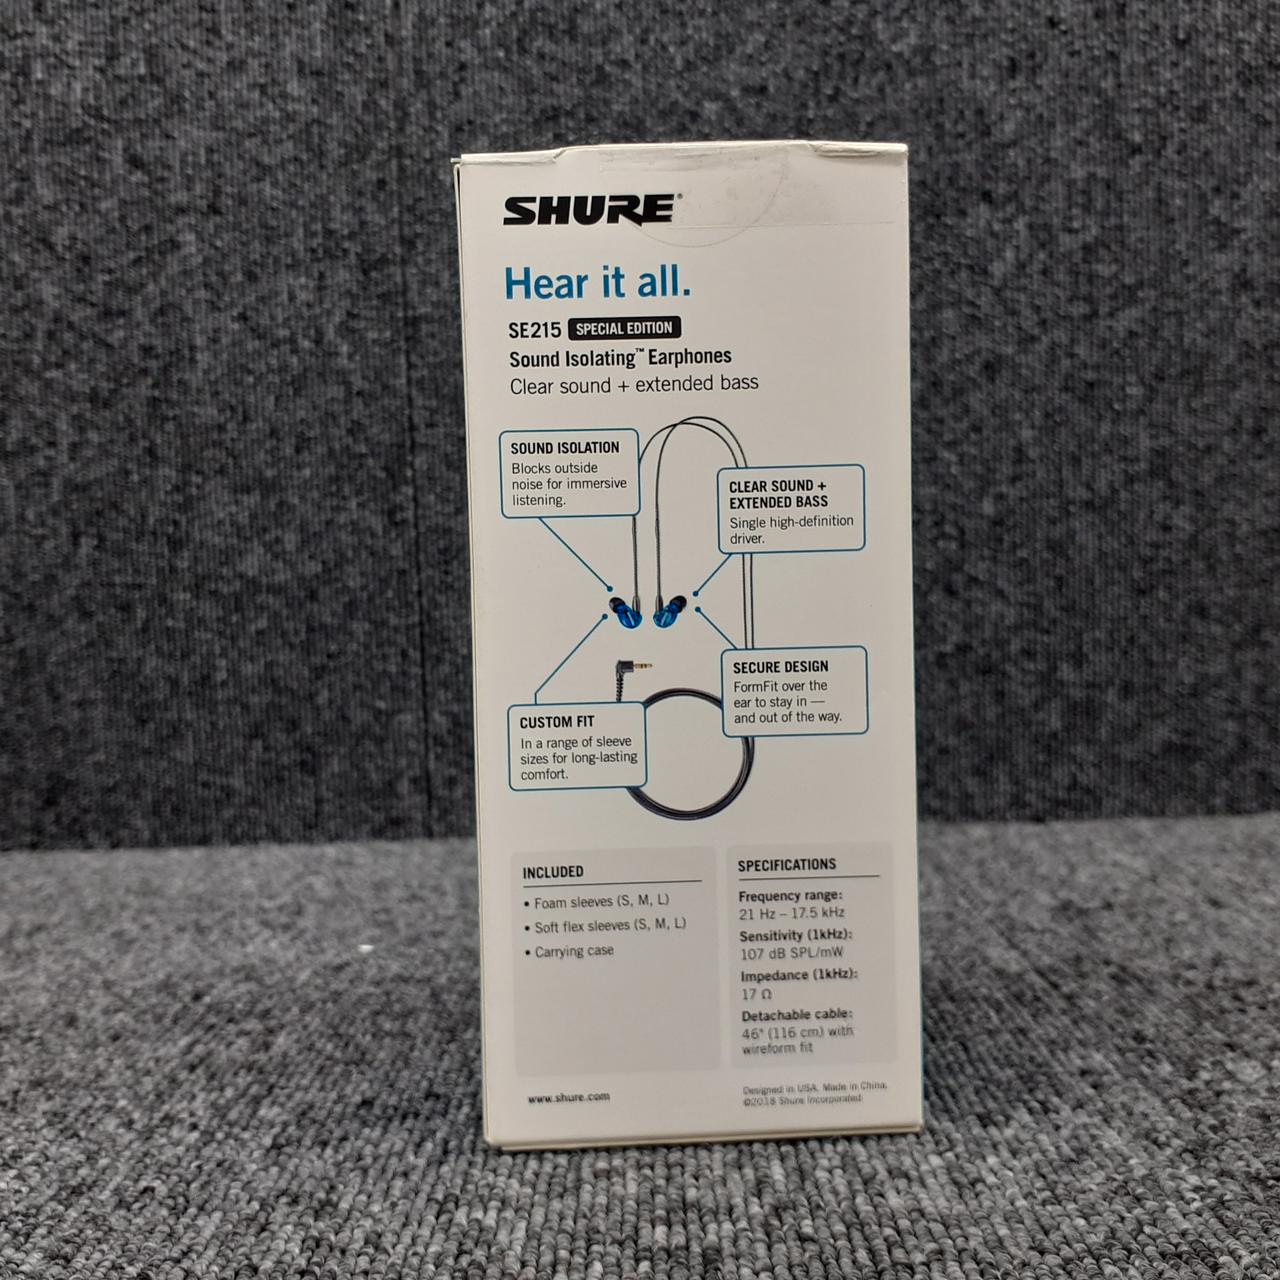 SHURE®
Hear it all.
SE215 SPECIAL EDITION
Sound Isolating™ Earphones
Clear sound + extended bass
SOUND ISOLATION
Blocks outside
noise for immersive
listening.
CLEAR SOUND +
EXTENDED BASS
Single high-definition
driver.
CUSTOM FIT
In a range of sleeve
sizes for long-lasting
comfort.
SECURE DESIGN
FormFit over the
ear to stay in —
and out of the way.
INCLUDED
• Foam sleeves (S, M, L)
• Soft flex sleeves (S, M, L)
• Carrying case
SPECIFICATIONS
Frequency range:
21 Hz – 17.5 kHz
Sensitivity (1kHz):
107 dB SPL/mW
Impedance (1kHz):
17 Ω
Detachable cable:
46" (116 cm) with
wireform fit
www.shure.com
Designed in USA. Made in China.
©2018 Shure Incorporated